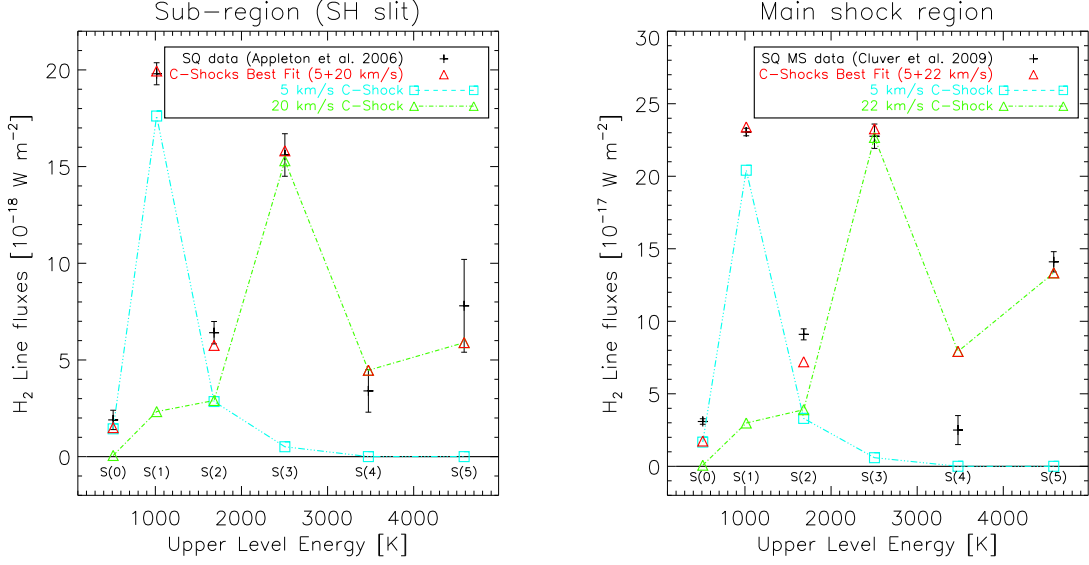 Sub-region (SH slit)
SQ data (Appleton et al. 2006)
C-Shocks Best Fit (5+20 km/s)
5 km/s C-Shock
20 km/s C-Shock
20
15
10
5
0
H₂ Line fluxes [10⁻¹⁸ W m⁻²]
S(0) S(1) S(2) S(3) S(4) S(5)
1000 2000 3000 4000
Upper Level Energy [K]
Main shock region
SQ MS data (Cluver et al. 2009)
C-Shocks Best Fit (5+22 km/s)
5 km/s C-Shock
22 km/s C-Shock
30
25
20
15
10
5
0
H₂ Line fluxes [10⁻¹⁷ W m⁻²]
S(0) S(1) S(2) S(3) S(4) S(5)
1000 2000 3000 4000
Upper Level Energy [K]